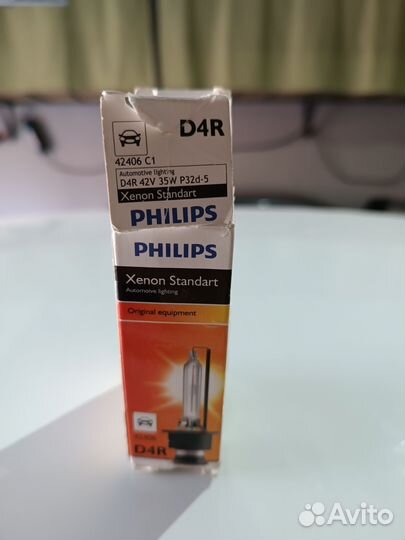 D4R
42406 C1
Automotive lighting
D4R 42V 35W P32d-5
Xenon Standart
PHILIPS
PHILIPS
Xenon Standart
Automotive lighting
Original equipment
42406
D4R
Avito